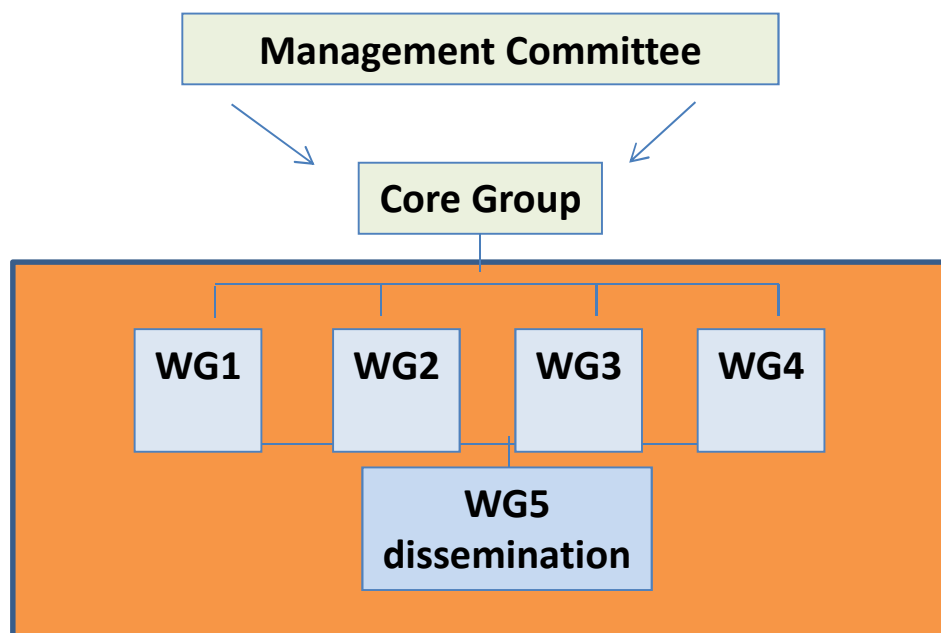 Management Committee
Core Group
WG1
WG2
WG3
WG4
WG5
dissemination